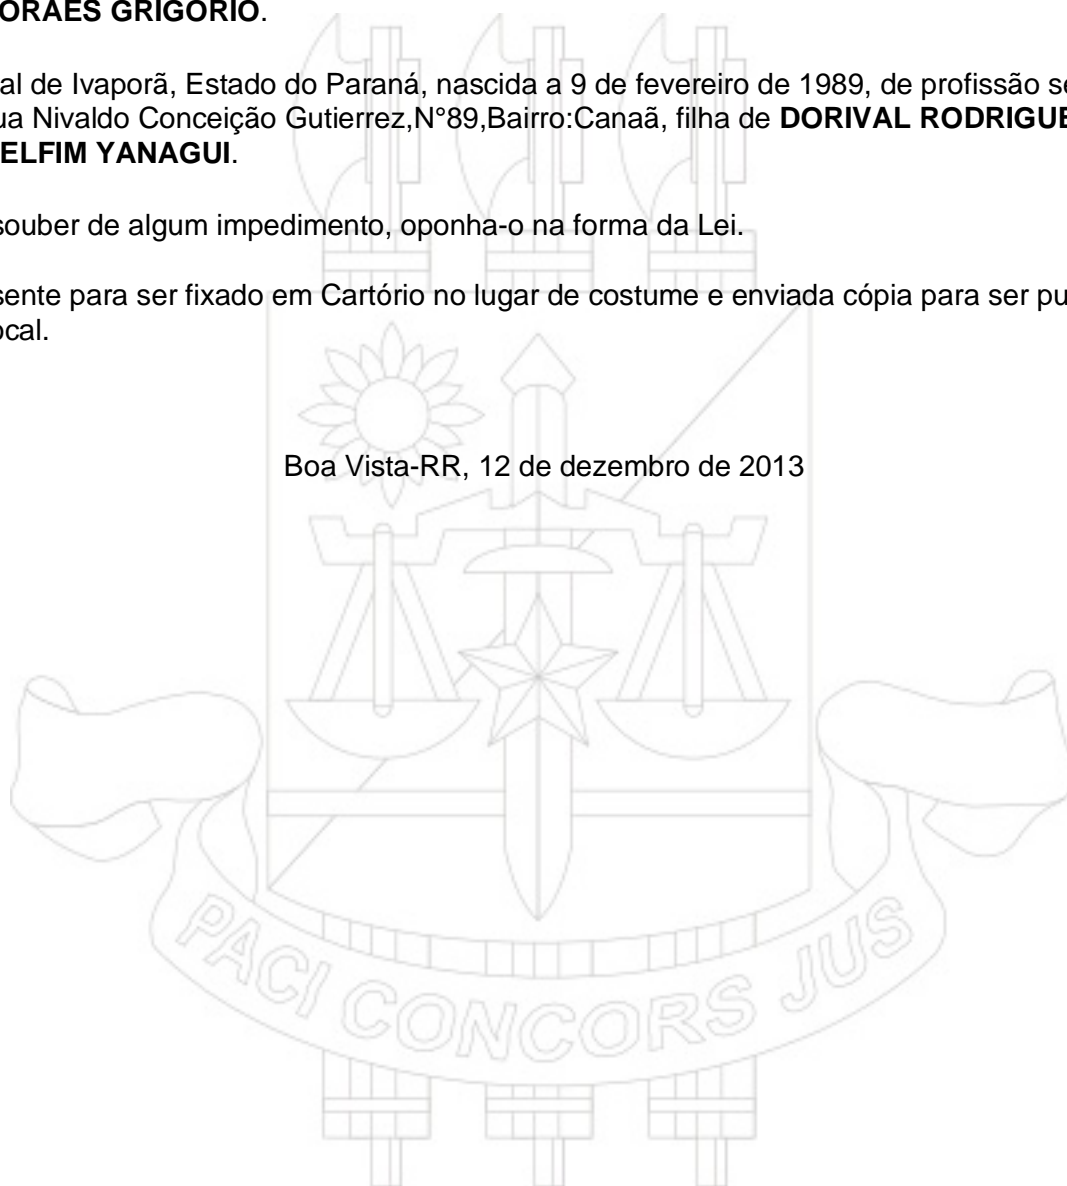 ORAES GRIGORIO.
al de Ivaporã, Estado do Paraná, nascida a 9 de fevereiro de 1989, de profissão
ua Nivaldo Conceição Gutierrez,N°89,Bairro:Canaã, filha de DORIVAL RODRIGUE
ELFIM YANAGUI.
souber de algum impedimento, oponha-o na forma da Lei.
sente para ser fixado em Cartório no lugar de costume e enviada cópia para ser pu
ocal.
Boa Vista-RR, 12 de dezembro de 2013
PACI CONCORS JUS